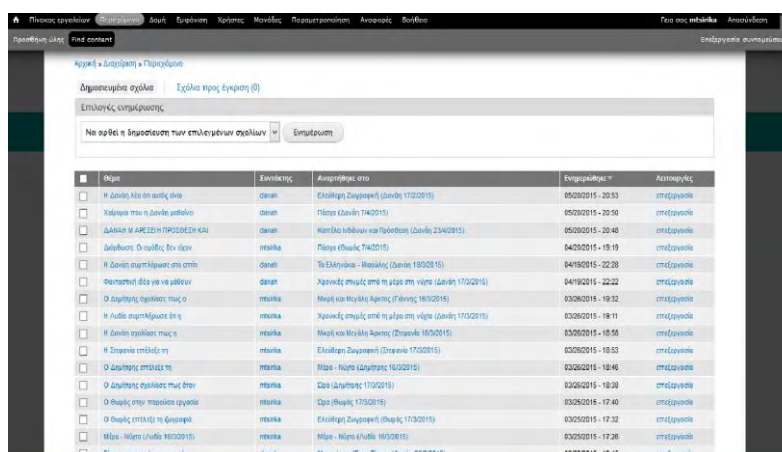 Πίνακας εργαλείων Περιεχόμενο Δομή Εμφάνιση Χρήστες Μονάδες Παραμετροποίηση Αναφορές Βοήθεια Γεια σας mtsirika Αποσύνδεση
Προσθήκη ύλης Find content Επεξεργασία συντομεύσεων
Αρχική » Διαχείριση » Περιεχόμενο
Δημοσιευμένα σχόλια Σχόλια προς έγκριση (0)
Επιλογές ενημέρωσης
Να αρθεί η δημοσίευση των επιλεγμένων σχολίων Ενημέρωση
Θέμα Συντάκτης Αναρτήθηκε στο Ενημερώθηκε Λειτουργίες
Η Δανάη λέει ότι αυτός είναι danah Ελεύθερη Ζωγραφική (Δανάη 17/2/2015) 05/20/2015 - 20:53 επεξεργασία
Χαίρομαι που η Δανάη μαθαίνει danah Πάσχα (Δανάη 7/4/2015) 05/20/2015 - 20:50 επεξεργασία
ΔΑΝΑΗ Μ ΑΡΕΣΕΙ Η ΠΡΟΣΘΕΣΗ ΚΑΙ danah Καπέλα Ινδιάνων και Πρόσθεση (Δανάη 23/4/2015) 05/20/2015 - 20:48 επεξεργασία
Διόρθωση: Οι ομάδες δεν είχαν mtsirika Πάσχα (Θωμάς 7/4/2015) 04/20/2015 - 19:19 επεξεργασία
Η Δανάη συμπλήρωσε στο σπίτι danah Τα Ελληνάκια - Μασώλης (Δανάη 18/3/2015) 04/19/2015 - 22:28 επεξεργασία
Φανταστική ιδέα για να μάθουν danah Χρονικές στιγμές από τη μέρα στη νύχτα (Δανάη 17/3/2015) 04/19/2015 - 22:22 επεξεργασία
Ο Δημήτρης σχολίασε πως ο mtsirika Μικρή και Μεγάλη Άρκτος (Γιάννης 16/3/2015) 03/26/2015 - 19:32 επεξεργασία
Η Λυδία συμπλήρωσε ότι η mtsirika Χρονικές στιγμές από τη μέρα στη νύχτα (Δανάη 17/3/2015) 03/26/2015 - 19:11 επεξεργασία
Η Δανάη σχολίασε πως η mtsirika Μικρή και Μεγάλη Άρκτος (Στεφανία 16/3/2015) 03/26/2015 - 18:58 επεξεργασία
Η Στεφανία επέλεξε τη mtsirika Ελεύθερη Ζωγραφική (Στεφανία 17/3/2015) 03/26/2015 - 18:53 επεξεργασία
Ο Δημήτρης επέλεξε τη mtsirika Μέρα - Νύχτα (Δημήτρης 16/3/2015) 03/26/2015 - 18:46 επεξεργασία
Ο Δημήτρης σχολίασε πως όταν mtsirika Ώρα (Δημήτρης 17/3/2015) 03/26/2015 - 18:38 επεξεργασία
Ο Θωμάς στην παρούσα εργασία mtsirika Ώρα (Θωμάς 17/3/2015) 03/25/2015 - 17:40 επεξεργασία
Ο Θωμάς επέλεξε τη ζωγραφιά mtsirika Ελεύθερη Ζωγραφική (Θωμάς 17/3/2015) 03/25/2015 - 17:32 επεξεργασία
Μέρα - Νύχτα (Λυδία 16/3/2015) mtsirika Μέρα - Νύχτα (Λυδία 16/3/2015) 03/25/2015 - 17:26 επεξεργασία